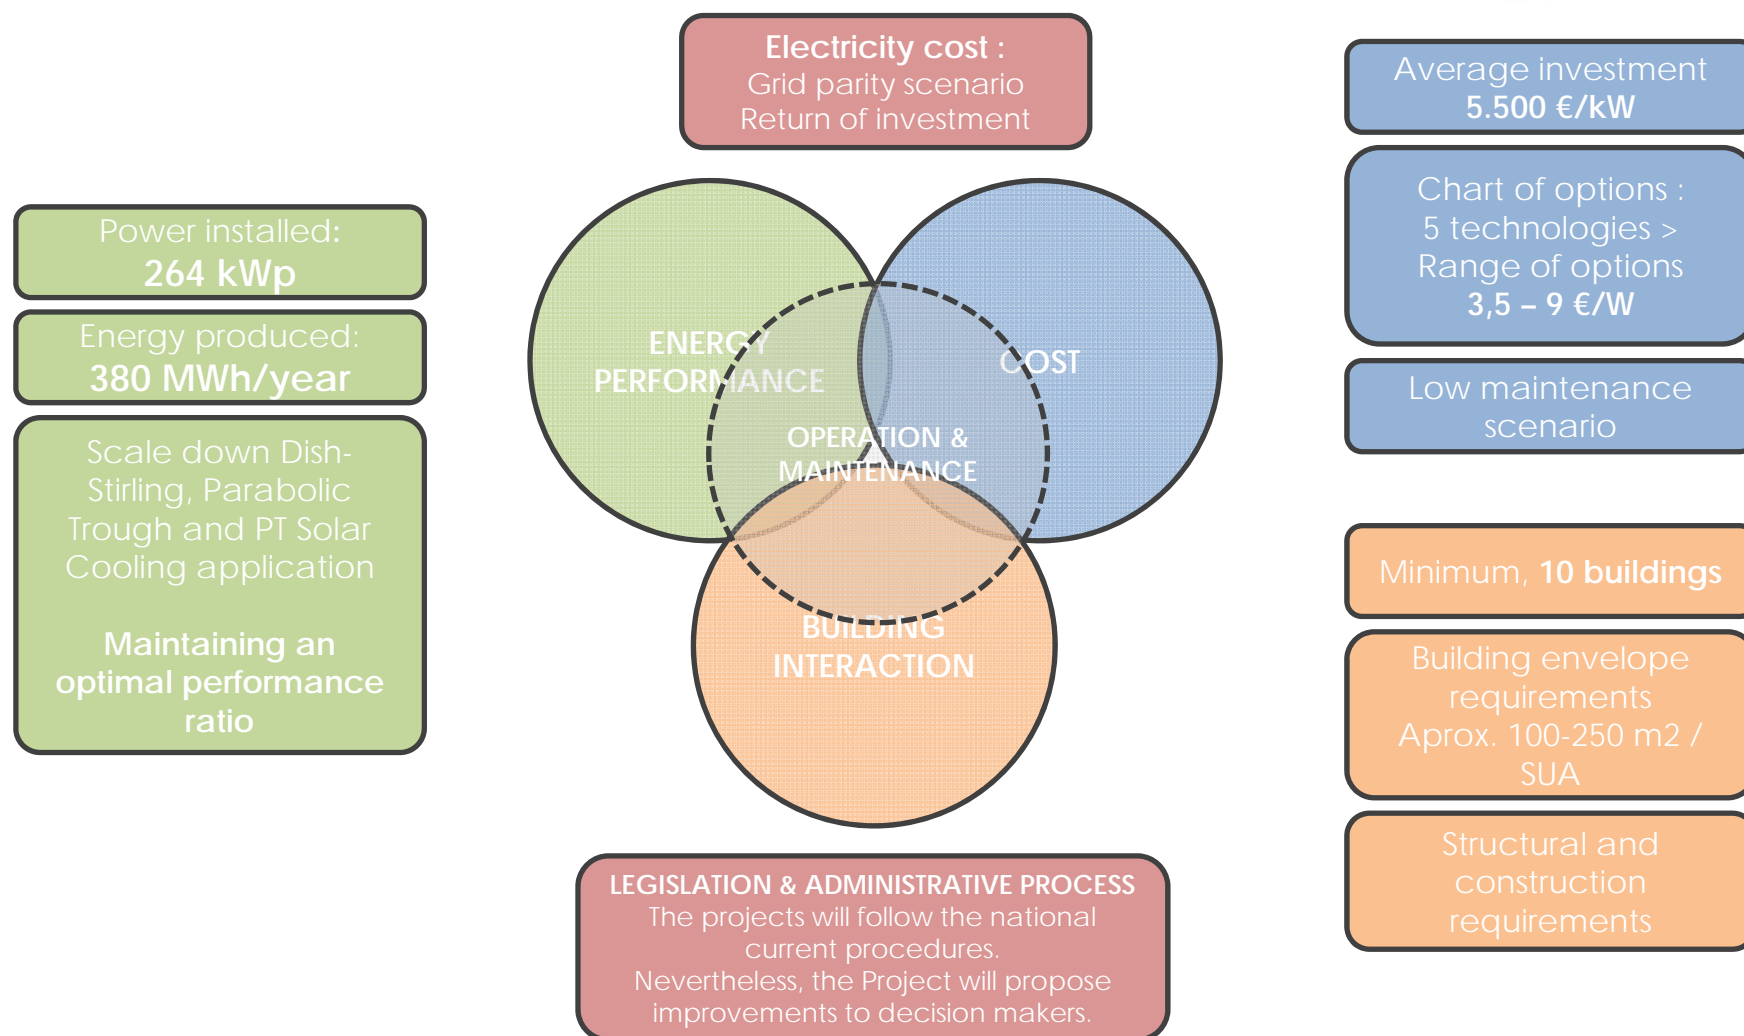 Electricity cost :
Grid parity scenario
Return of investment
Power installed:
264 kWp
Energy produced:
380 MWh/year
Scale down Dish-
Stirling, Parabolic
Trough and PT Solar
Cooling application
Maintaining an
optimal performance
ratio
ENERGY
PERFORMANCE
COST
OPERATION &
MAINTENANCE
BUILDING
INTERACTION
Average investment
5.500 €/kW
Chart of options :
5 technologies >
Range of options
3,5 – 9 €/W
Low maintenance
scenario
Minimum, 10 buildings
Building envelope
requirements
Aprox. 100-250 m2 /
SUA
Structural and
construction
requirements
LEGISLATION & ADMINISTRATIVE PROCESS
The projects will follow the national
current procedures.
Nevertheless, the Project will propose
improvements to decision makers.